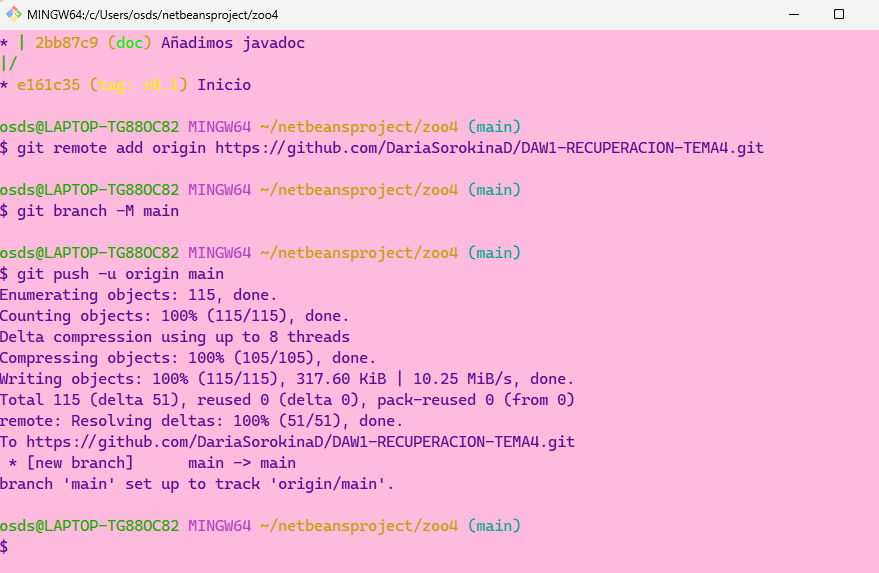 MINGW64:/c/Users/osds/netbeansproject/zoo4
* | 2bb87c9 (doc) Añadimos javadoc
|/
* e161c35 (tag: v0.1) Inicio
osds@LAPTOP-TG88OC82 MINGW64 ~/netbeansproject/zoo4 (main)
$ git remote add origin https://github.com/DariaSorokinaD/DAW1-RECUPERACION-TEMA4.git
osds@LAPTOP-TG88OC82 MINGW64 ~/netbeansproject/zoo4 (main)
$ git branch -M main
osds@LAPTOP-TG88OC82 MINGW64 ~/netbeansproject/zoo4 (main)
$ git push -u origin main
Enumerating objects: 115, done.
Counting objects: 100% (115/115), done.
Delta compression using up to 8 threads
Compressing objects: 100% (105/105), done.
Writing objects: 100% (115/115), 317.60 KiB | 10.25 MiB/s, done.
Total 115 (delta 51), reused 0 (delta 0), pack-reused 0 (from 0)
remote: Resolving deltas: 100% (51/51), done.
To https://github.com/DariaSorokinaD/DAW1-RECUPERACION-TEMA4.git
 * [new branch]      main -> main
branch 'main' set up to track 'origin/main'.
osds@LAPTOP-TG88OC82 MINGW64 ~/netbeansproject/zoo4 (main)
$